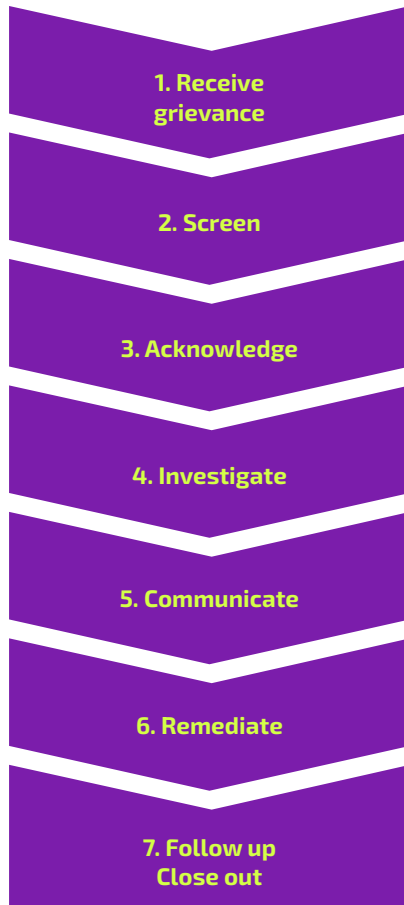 1. Receive
grievance
2. Screen
3. Acknowledge
4. Investigate
5. Communicate
6. Remediate
7. Follow up
Close out